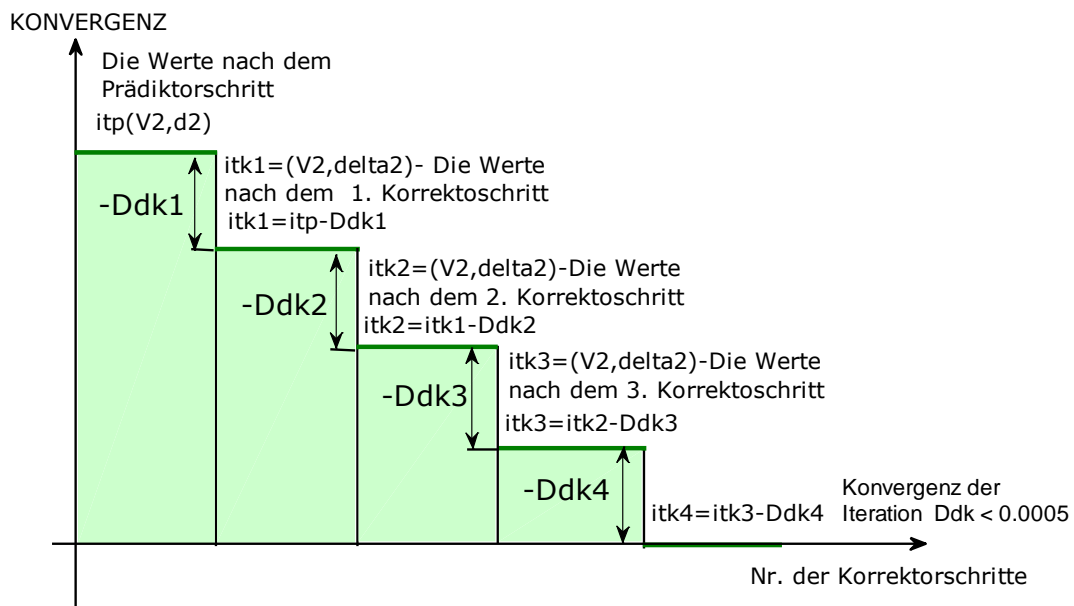 KONVERGENZ
Die Werte nach dem
Prädiktorschritt
itp(V2,d2)
-Ddk1
itk1=(V2,delta2)- Die Werte
nach dem 1. Korrektoschritt
itk1=itp-Ddk1
-Ddk2
itk2=(V2,delta2)-Die Werte
nach dem 2. Korrektoschritt
itk2=itk1-Ddk2
-Ddk3
itk3=(V2,delta2)-Die Werte
nach dem 3. Korrektoschritt
itk3=itk2-Ddk3
-Ddk4
itk4=itk3-Ddk4
Konvergenz der
Iteration Ddk < 0.0005
Nr. der Korrektorschritte